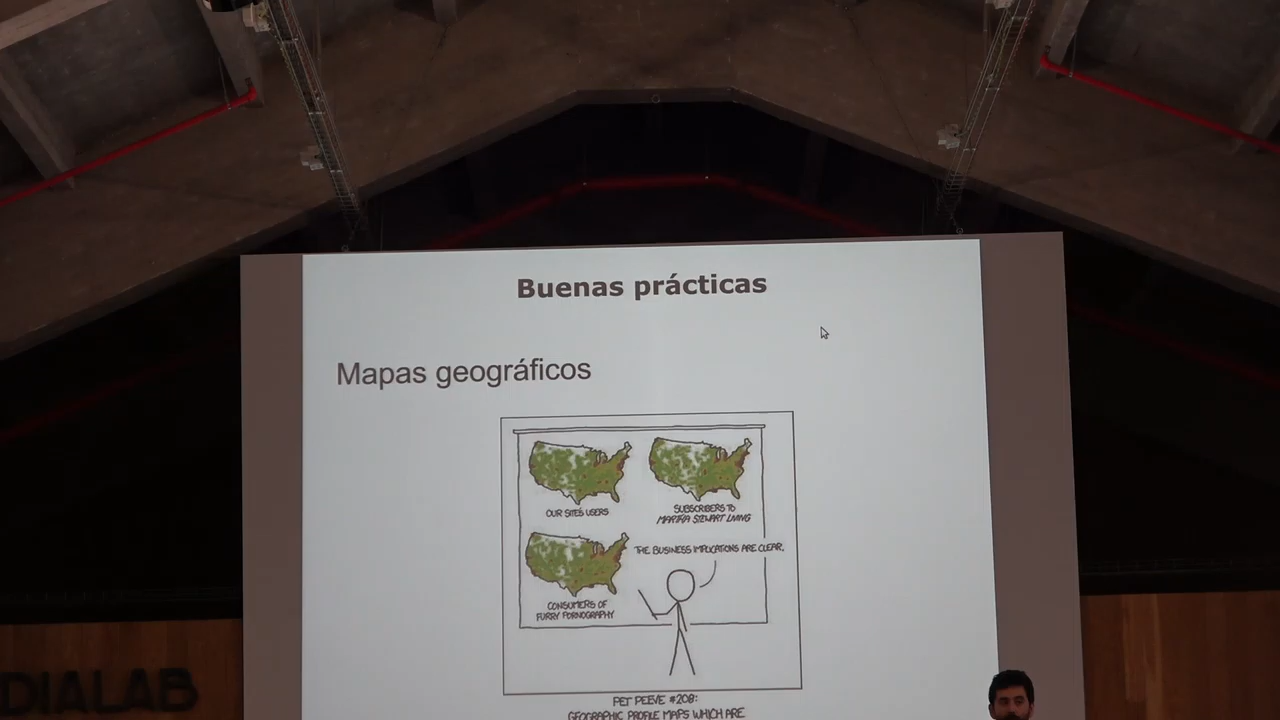 Buenas prácticas
Mapas geográficos
OUR SITE'S USERS
SUBSCRIBERS TO
MARTHA STEWART LIVING
THE BUSINESS IMPLICATIONS ARE CLEAR.
CONSUMERS OF
FURRY PORNOGRAPHY
PET PEEVE #208:
GEOGRAPHIC PROFILE MAPS WHICH ARE
DIALAB